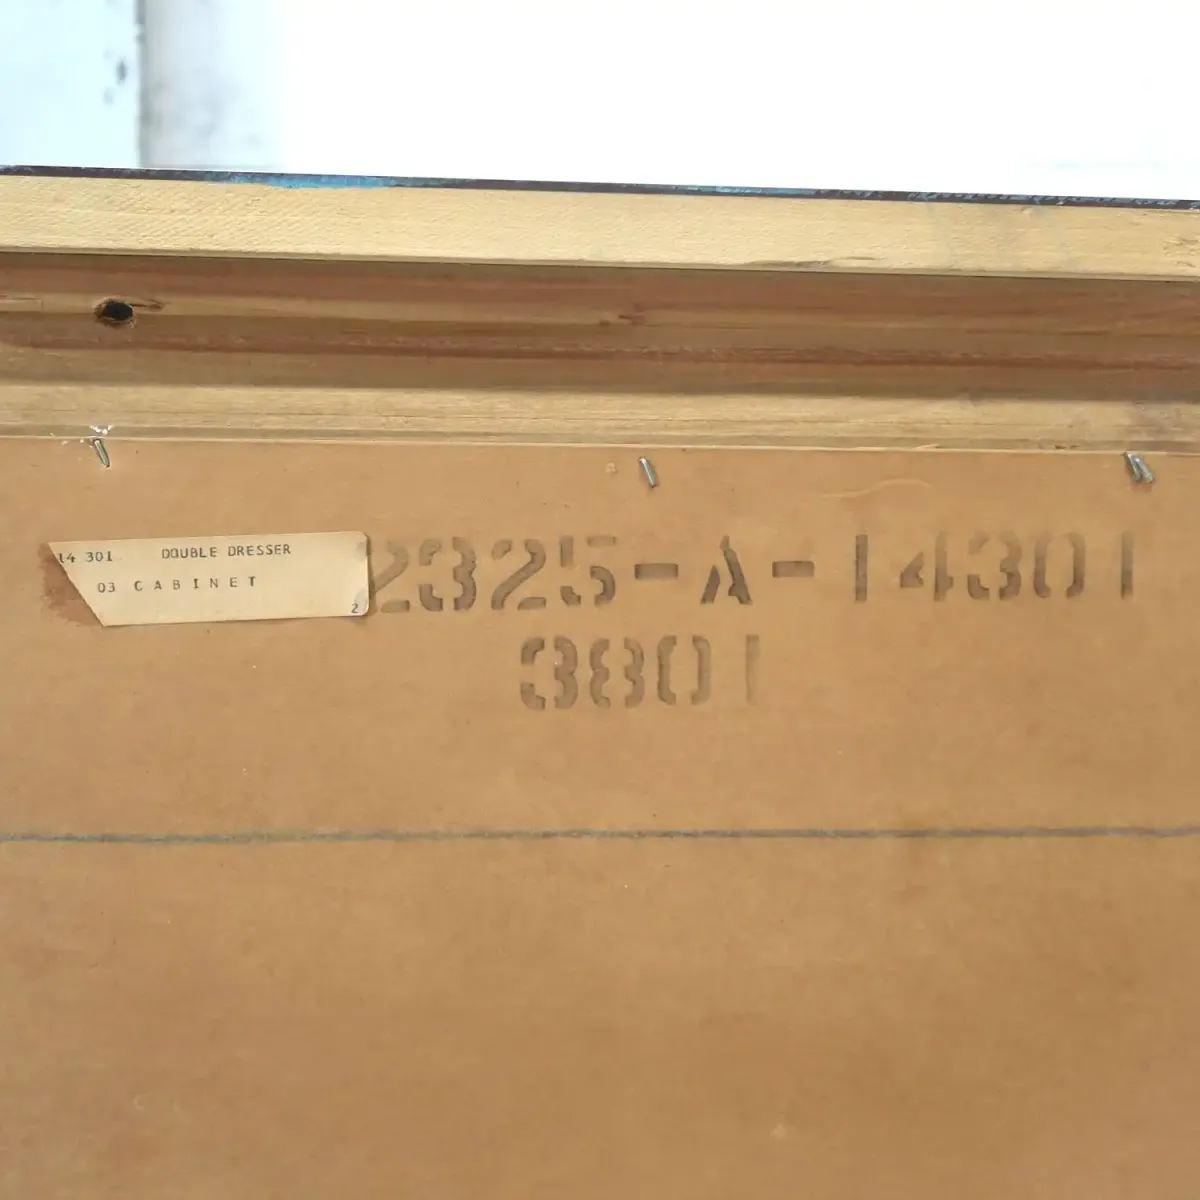 14 301 DOUBLE DRESSER
03 CABINET
2
2325-A-14301
3801